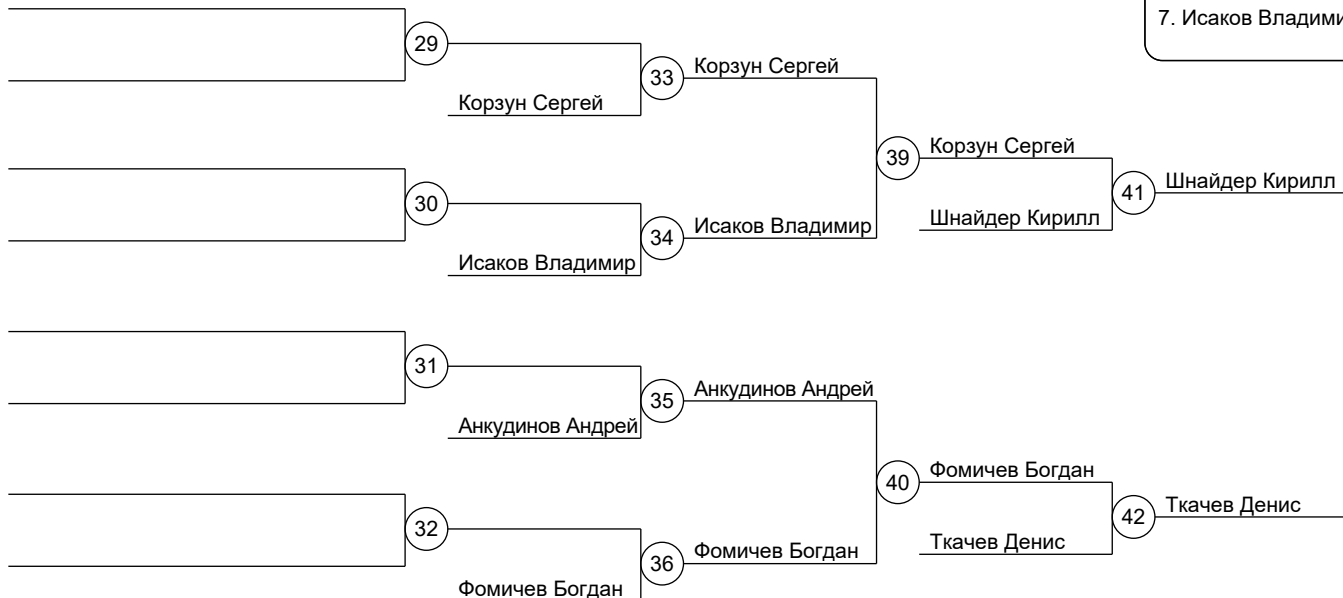 7. Исаков Владими
29
33
Корзун Сергей
Корзун Сергей
39
Корзун Сергей
41
Шнайдер Кирилл
30
34
Исаков Владимир
Шнайдер Кирилл
Исаков Владимир
31
35
Анкудинов Андрей
Анкудинов Андрей
40
Фомичев Богдан
42
Ткачев Денис
32
36
Фомичев Богдан
Ткачев Денис
Фомичев Богдан